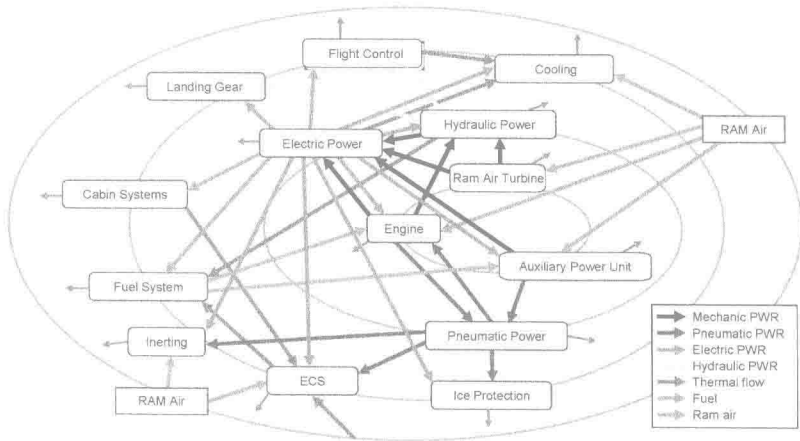 Flight Control
Cooling
Landing Gear
Hydraulic Power
RAM Air
Electric Power
Ram Air Turbine
Cabin Systems
Engine
Auxiliary Power Unit
Fuel System
Pneumatic Power
Inerting
ECS
Ice Protection
RAM Air
Mechanic PWR
Pneumatic PWR
Electric PWR
Hydraulic PWR
Thermal flow
Fuel
Ram air